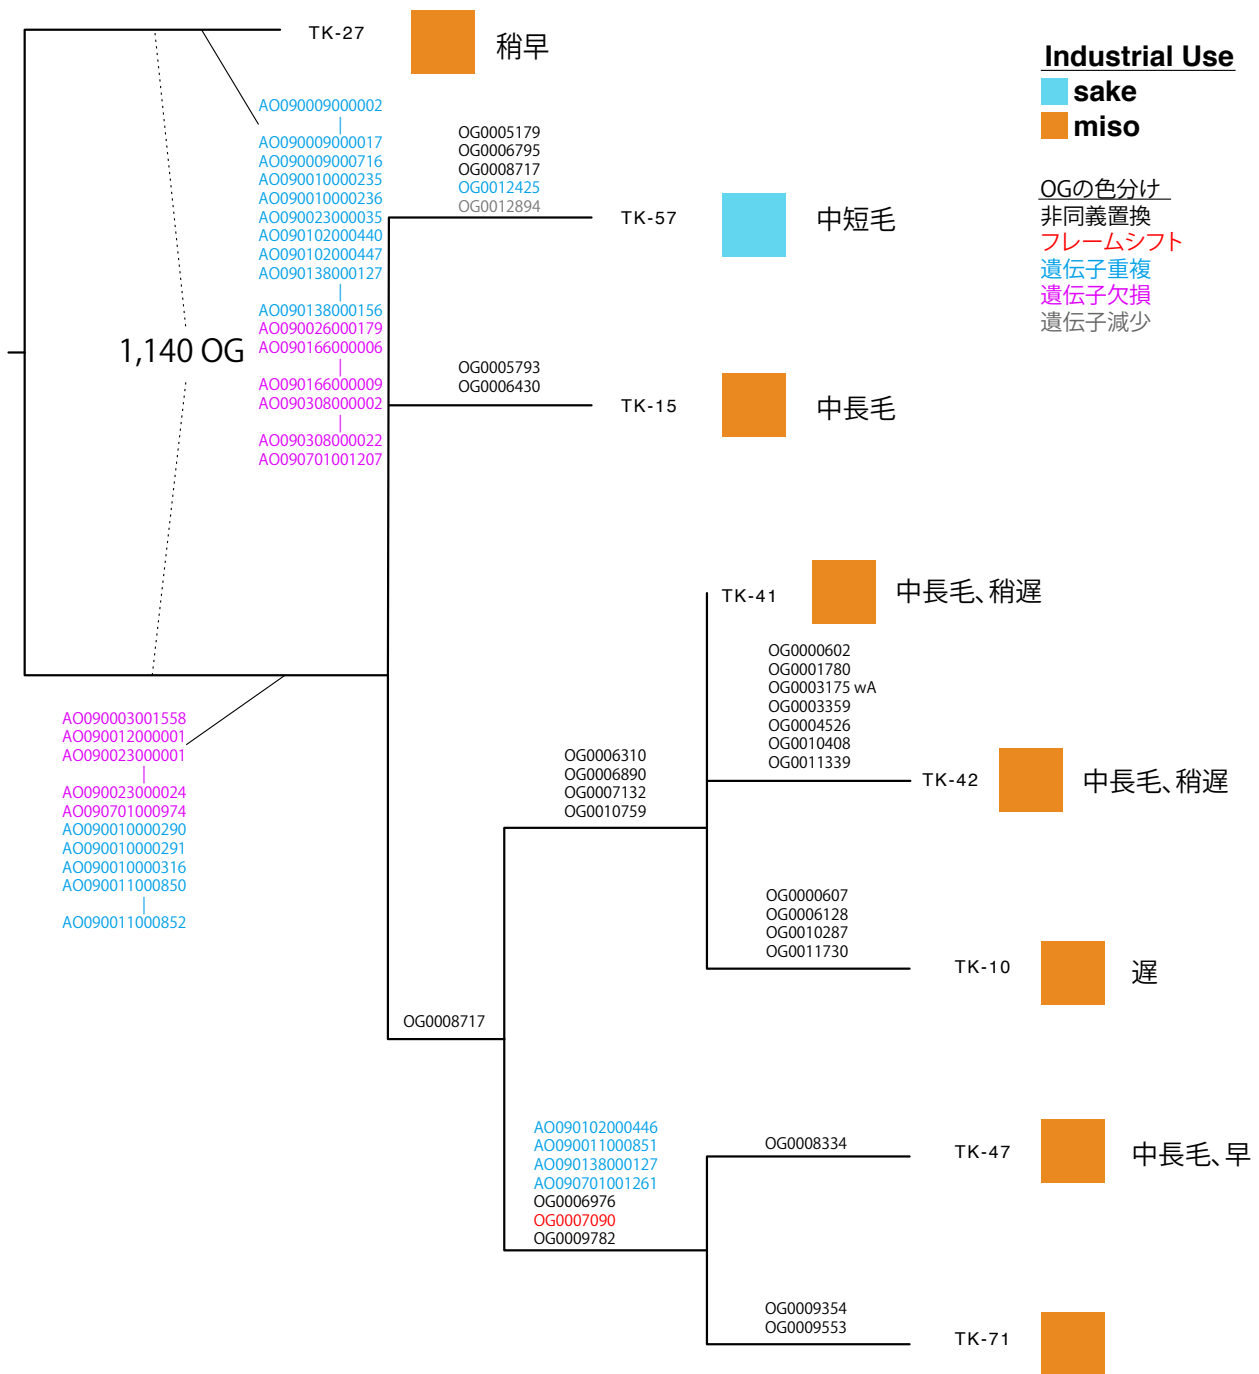 TK-27
稍早
Industrial Use
sake
miso
OGの色分け
非同義置換
フレームシフト
遺伝子重複
遺伝子欠損
遺伝子減少
AO090009000002
|
AO090009000017
AO090009000716
AO090010000235
AO090010000236
AO090023000035
AO090102000440
AO090102000447
AO090138000127
|
AO090138000156
AO090026000179
AO090166000006
|
AO090166000009
AO090308000002
|
AO090308000022
AO090701001207
1,140 OG
OG0005179
OG0006795
OG0008717
OG0012425
OG0012894
TK-57
中短毛
OG0005793
OG0006430
TK-15
中長毛
TK-41
中長毛、稍遅
OG0000602
OG0001780
OG0003175 wA
OG0003359
OG0004526
OG0010408
OG0011339
TK-42
中長毛、稍遅
AO090003001558
AO090012000001
AO090023000001
|
AO090023000024
AO090701000974
AO090010000290
AO090010000291
AO090010000316
AO090011000850
|
AO090011000852
OG0006310
OG0006890
OG0007132
OG0010759
OG0000607
OG0006128
OG0010287
OG0011730
TK-10
遅
OG0008717
AO090102000446
AO090011000851
AO090138000127
AO090701001261
OG0006976
OG0007090
OG0009782
OG0008334
TK-47
中長毛、早
OG0009354
OG0009553
TK-71